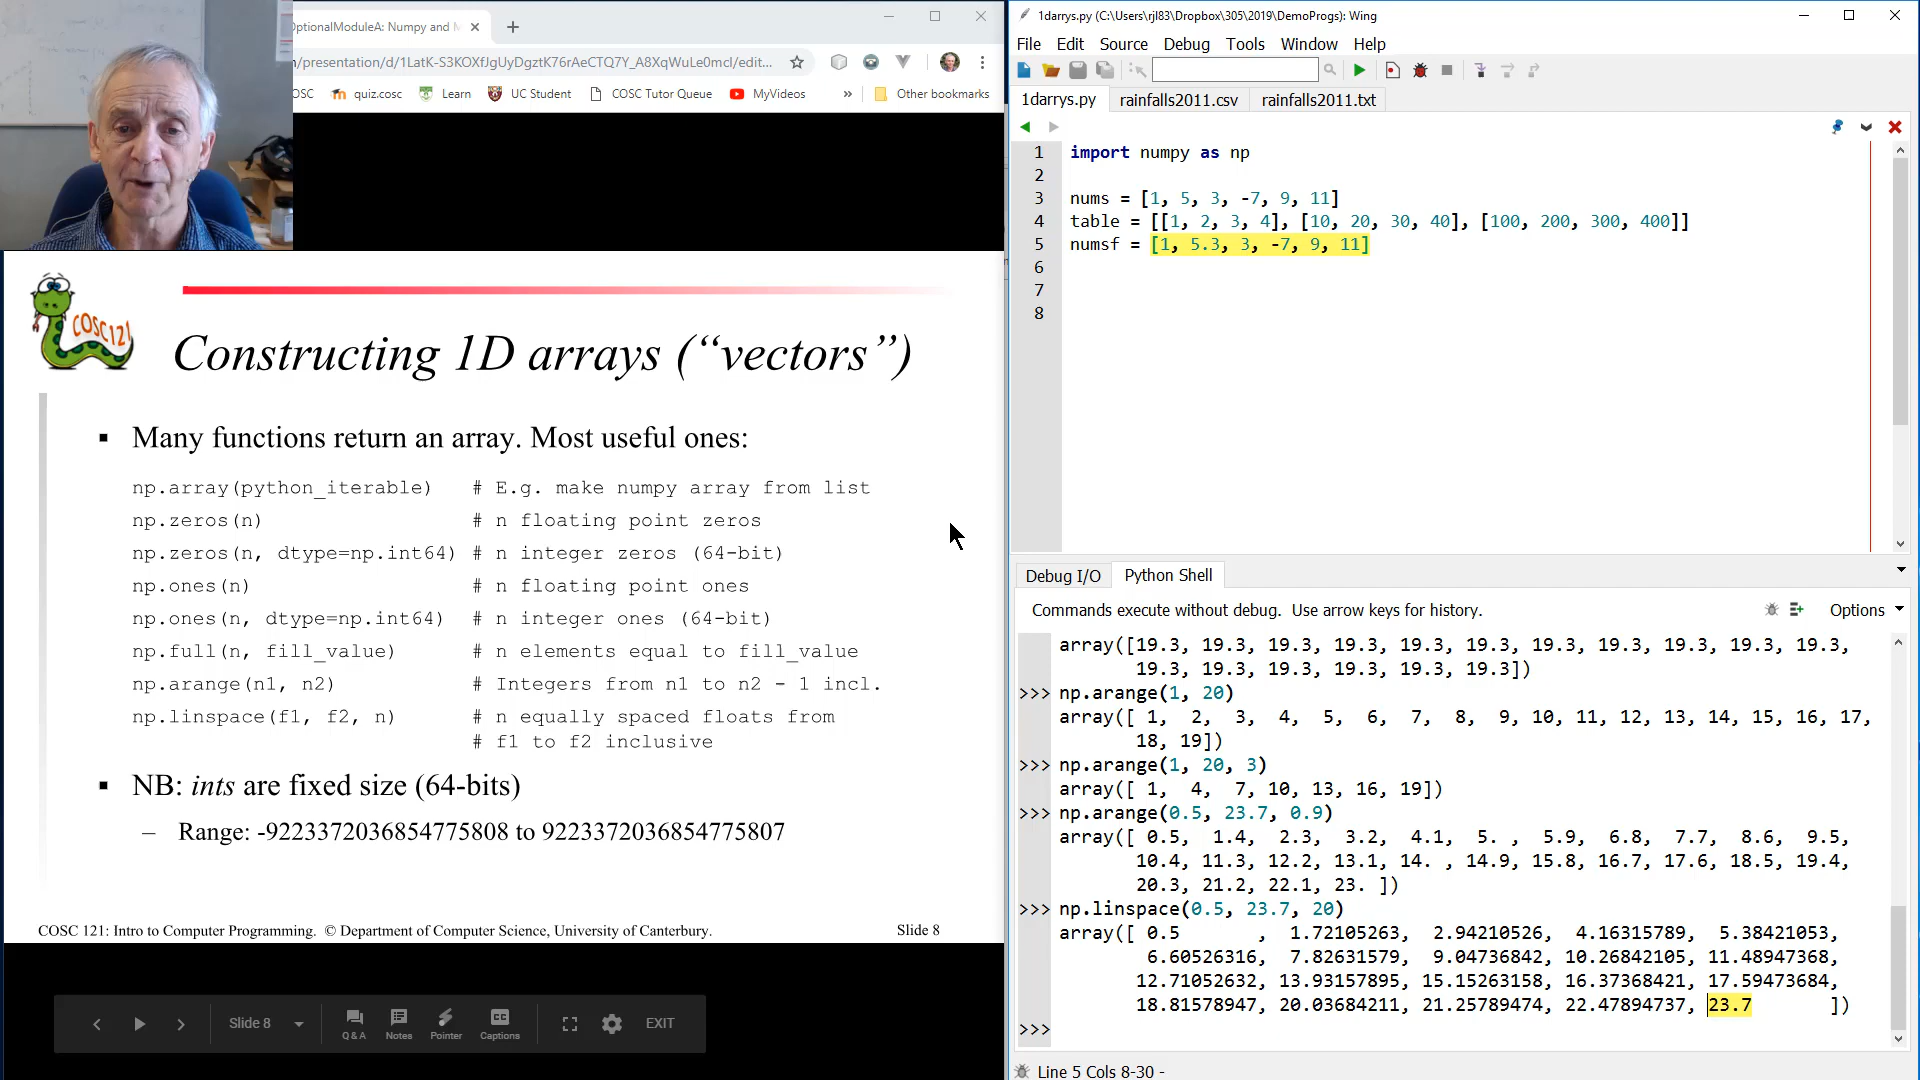 OptionalModuleA: Numpy and N
n/presentation/d/1LatK-S3KOXfJgUyDgztK76rAeCTQ7Y_A8XqWuLe0mcI/edit...
OSC quiz.cosc Learn UC Student COSC Tutor Queue MyVideos » Other bookmarks
COSC121
Constructing 1D arrays (“vectors”)
▪ Many functions return an array. Most useful ones:
np.array(python_iterable) # E.g. make numpy array from list
np.zeros(n) # n floating point zeros
np.zeros(n, dtype=np.int64) # n integer zeros (64-bit)
np.ones(n) # n floating point ones
np.ones(n, dtype=np.int64) # n integer ones (64-bit)
np.full(n, fill_value) # n elements equal to fill_value
np.arange(n1, n2) # Integers from n1 to n2 - 1 incl.
np.linspace(f1, f2, n) # n equally spaced floats from
# f1 to f2 inclusive
▪ NB: ints are fixed size (64-bits)
– Range: -9223372036854775808 to 9223372036854775807
COSC 121: Intro to Computer Programming. © Department of Computer Science, University of Canterbury. Slide 8
Slide 8 Q & A Notes Pointer Captions EXIT
1darrys.py (C:\Users\rjl83\Dropbox\305\2019\DemoProgs): Wing
File Edit Source Debug Tools Window Help
1darrys.py rainfalls2011.csv rainfalls2011.txt
1 import numpy as np
2
3 nums = [1, 5, 3, -7, 9, 11]
4 table = [[1, 2, 3, 4], [10, 20, 30, 40], [100, 200, 300, 400]]
5 numsf = [1, 5.3, 3, -7, 9, 11]
6
7
8
Debug I/O Python Shell
Commands execute without debug. Use arrow keys for history. Options
array([19.3, 19.3, 19.3, 19.3, 19.3, 19.3, 19.3, 19.3, 19.3, 19.3, 19.3,
19.3, 19.3, 19.3, 19.3, 19.3, 19.3])
>>> np.arange(1, 20)
array([ 1, 2, 3, 4, 5, 6, 7, 8, 9, 10, 11, 12, 13, 14, 15, 16, 17,
18, 19])
>>> np.arange(1, 20, 3)
array([ 1, 4, 7, 10, 13, 16, 19])
>>> np.arange(0.5, 23.7, 0.9)
array([ 0.5, 1.4, 2.3, 3.2, 4.1, 5. , 5.9, 6.8, 7.7, 8.6, 9.5,
10.4, 11.3, 12.2, 13.1, 14. , 14.9, 15.8, 16.7, 17.6, 18.5, 19.4,
20.3, 21.2, 22.1, 23. ])
>>> np.linspace(0.5, 23.7, 20)
array([ 0.5 , 1.72105263, 2.94210526, 4.16315789, 5.38421053,
6.60526316, 7.82631579, 9.04736842, 10.26842105, 11.48947368,
12.71052632, 13.93157895, 15.15263158, 16.37368421, 17.59473684,
18.81578947, 20.03684211, 21.25789474, 22.47894737, 23.7 ])
>>>
Line 5 Cols 8-30 -